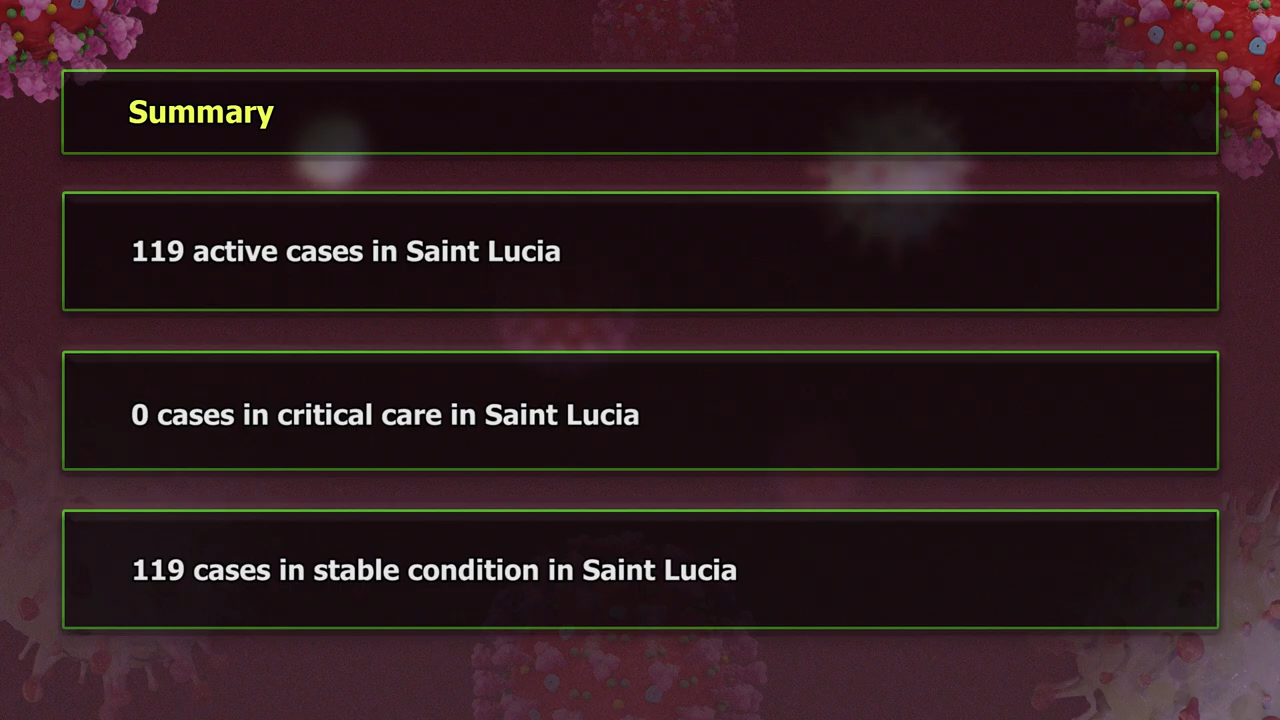 Summary
119 active cases in Saint Lucia
0 cases in critical care in Saint Lucia
119 cases in stable condition in Saint Lucia